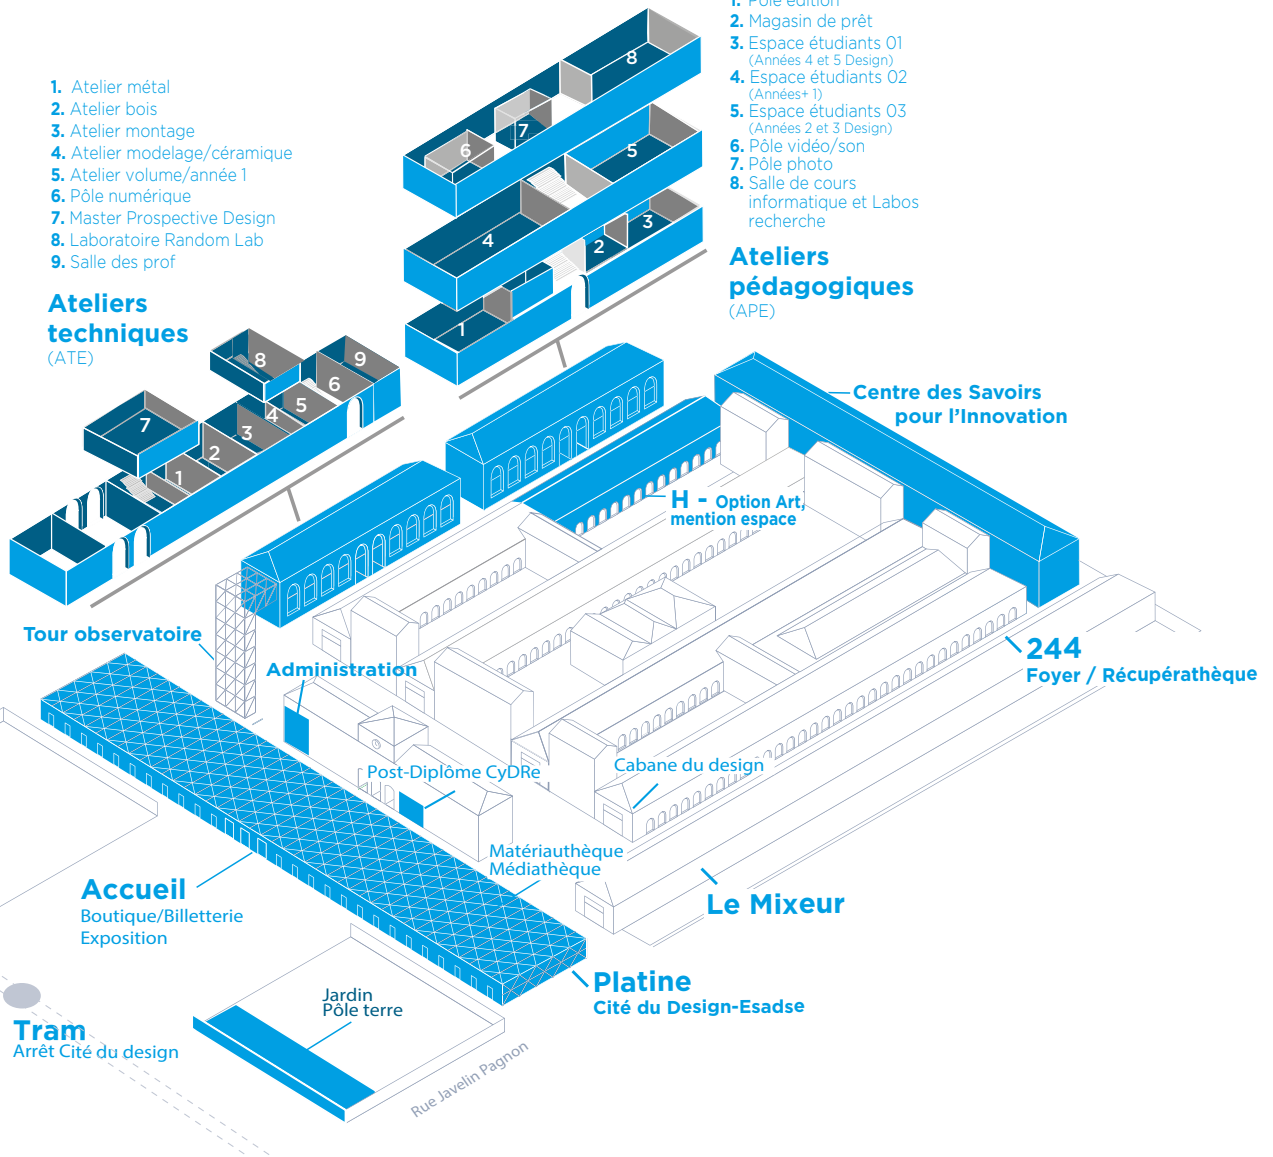 1. Pôle édition
2. Magasin de prêt
3. Espace étudiants 01
(Années 4 et 5 Design)
4. Espace étudiants 02
(Années+ 1)
5. Espace étudiants 03
(Années 2 et 3 Design)
6. Pôle vidéo/son
7. Pôle photo
8. Salle de cours
informatique et Labos
recherche
Ateliers
pédagogiques
(APE)
1. Atelier métal
2. Atelier bois
3. Atelier montage
4. Atelier modelage/céramique
5. Atelier volume/année 1
6. Pôle numérique
7. Master Prospective Design
8. Laboratoire Random Lab
9. Salle des prof
Ateliers
techniques
(ATE)
8
7
6
5
4
3
2
1
9
8
6
5
4
3
7
2
1
Centre des Savoirs
pour l'Innovation
H - Option Art,
mention espace
Tour observatoire
Administration
244
Foyer / Récupérathèque
Post-Diplôme CyDRe
Cabane du design
Matériauthèque
Médiathèque
Accueil
Boutique/Billetterie
Exposition
Le Mixeur
Platine
Cité du Design-Esadse
Jardin
Pôle terre
Tram
Arrêt Cité du design
Rue Javelin Pagnon